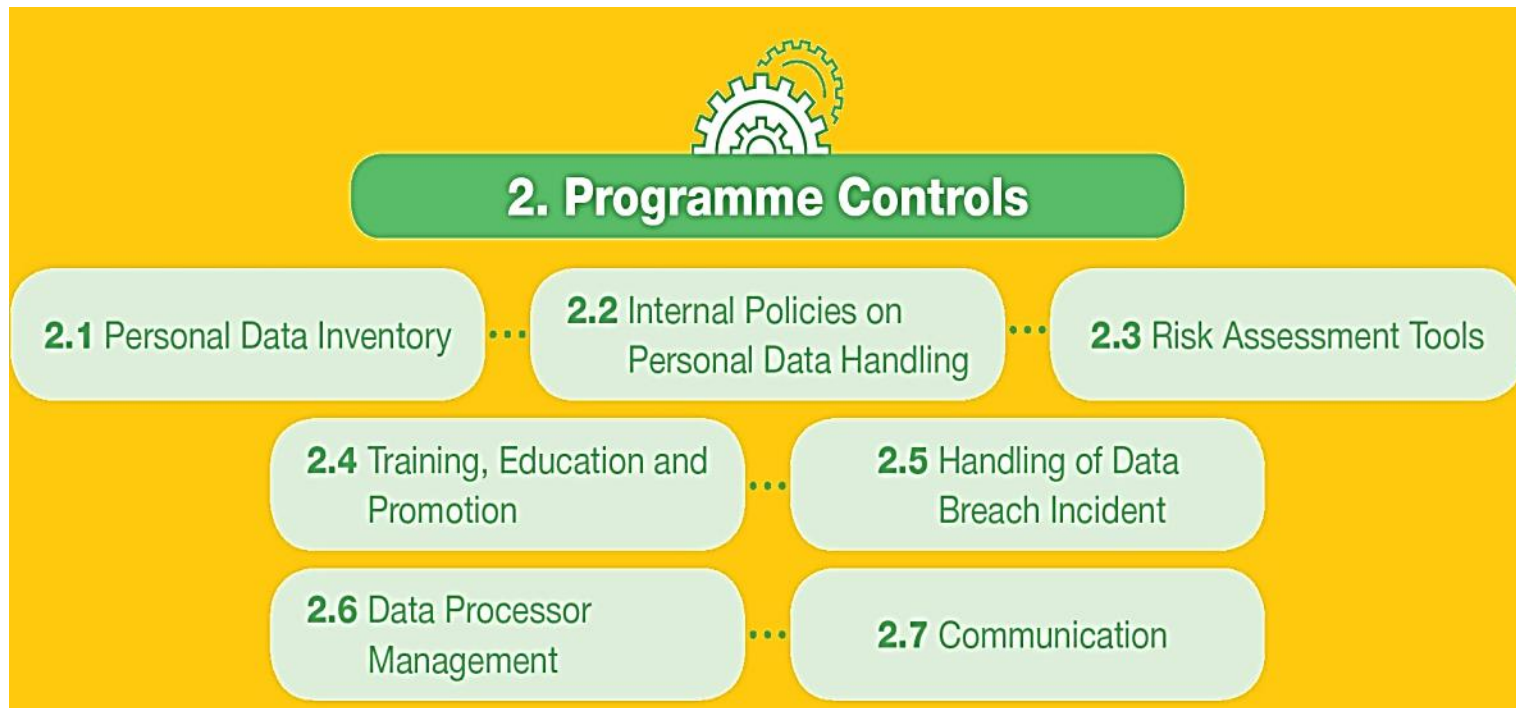 2. Programme Controls
2.1 Personal Data Inventory
2.2 Internal Policies on
Personal Data Handling
2.3 Risk Assessment Tools
2.4 Training, Education and
Promotion
2.5 Handling of Data
Breach Incident
2.6 Data Processor
Management
2.7 Communication